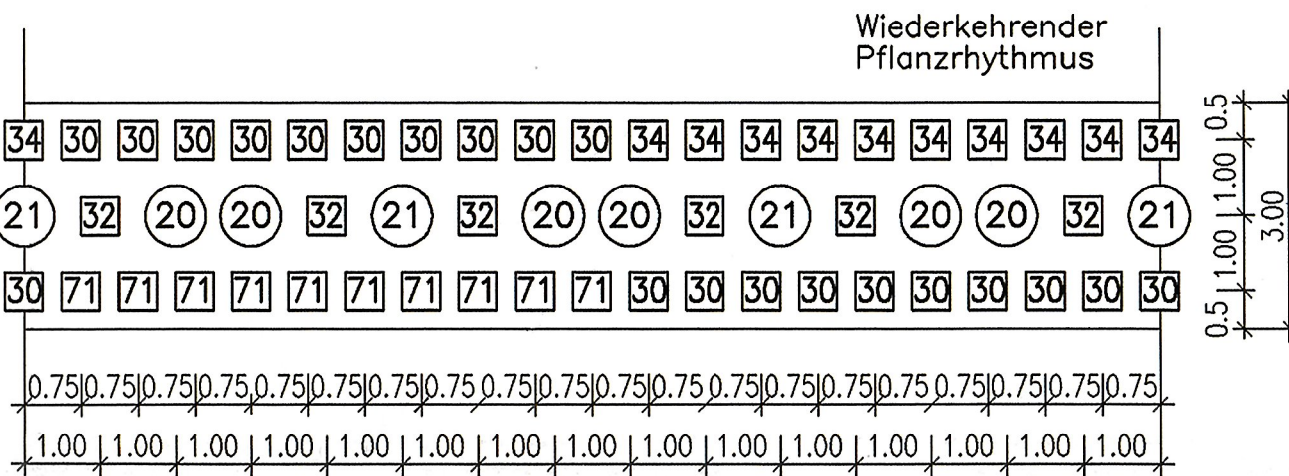 Wiederkehrender
Pflanzrhythmus
34 30 30 30 30 30 30 30 30 30 30 34 34 34 34 34 34 34 34 34 34
21 32 20 20 32 21 32 20 20 32 21 32 20 20 32 21
30 71 71 71 71 71 71 71 71 71 71 30 30 30 30 30 30 30 30 30 30
0.75 0.75 0.75 0.75 0.75 0.75 0.75 0.75 0.75 0.75 0.75 0.75 0.75 0.75 0.75 0.75 0.75 0.75 0.75 0.75
1.00 1.00 1.00 1.00 1.00 1.00 1.00 1.00 1.00 1.00 1.00 1.00 1.00 1.00 1.00
0.5 1.00 1.00 0.5
3.00